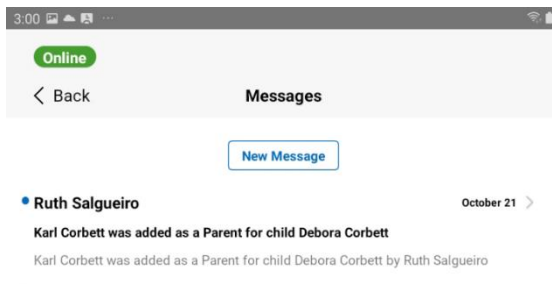 3:00
Online
Back
Messages
New Message
Ruth Salgueiro
October 21
Karl Corbett was added as a Parent for child Debora Corbett
Karl Corbett was added as a Parent for child Debora Corbett by Ruth Salgueiro